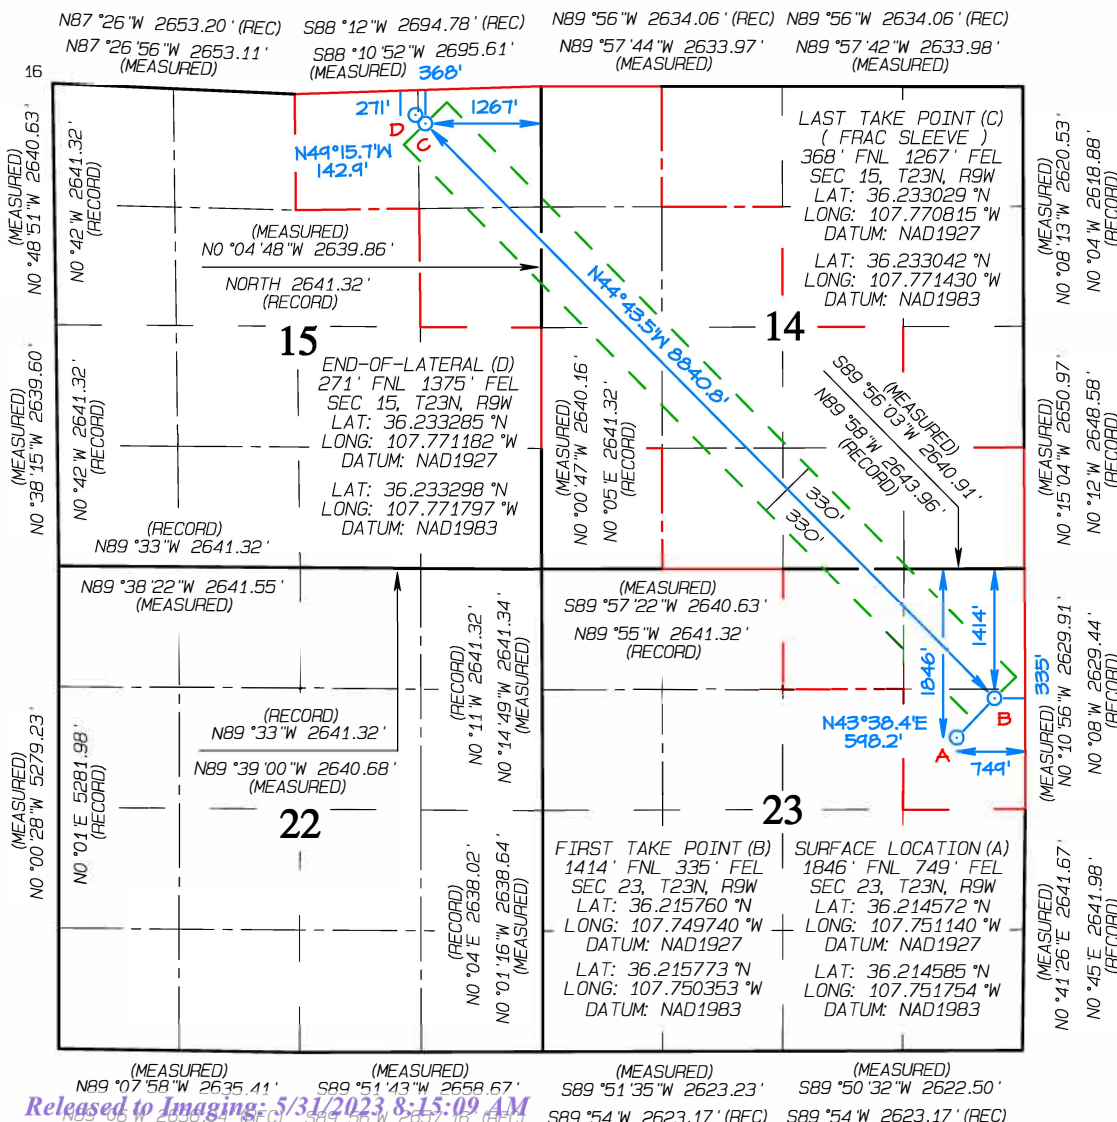 N87°26'W 2653.20' (REC)
N87°26'56"W 2653.11'
(MEASURED)
S88°12'W 2694.78' (REC)
S88°10'52"W 2695.61'
(MEASURED)
N89°56'W 2634.06' (REC)
N89°57'44"W 2633.97'
(MEASURED)
N89°56'W 2634.06' (REC)
N89°57'42"W 2633.98'
(MEASURED)
16
368'
271'
1267'
D
C
N49°15.7'W
142.9'
LAST TAKE POINT (C)
( FRAC SLEEVE )
368' FNL 1267' FEL
SEC 15, T23N, R9W
LAT: 36.233029 °N
LONG: 107.770815 °W
DATUM: NAD1927
LAT: 36.233042 °N
LONG: 107.771430 °W
DATUM: NAD1983
(MEASURED)
N0°48'51"W 2640.63'
N0°42'W 2641.32'
(RECORD)
(MEASURED)
N0°04'48"W 2639.86'
NORTH 2641.32'
(RECORD)
(MEASURED)
N0°08'13"W 2620.53'
N0°04'W 2618.88'
(RECORD)
N44°43.5'W 8840.8'
15
14
END-OF-LATERAL (D)
271' FNL 1375' FEL
SEC 15, T23N, R9W
LAT: 36.233285 °N
LONG: 107.771182 °W
DATUM: NAD1927
LAT: 36.233298 °N
LONG: 107.771797 °W
DATUM: NAD1983
(MEASURED)
N0°38'15"W 2639.60'
N0°42'W 2641.32'
(RECORD)
(MEASURED)
N0°00'47"W 2640.16'
N0°05'E 2641.32'
(RECORD)
(MEASURED)
S89°56'03"W 2640.91'
N89°58'W 2643.96'
(RECORD)
(MEASURED)
N0°15'04"W 2650.97'
N0°12'W 2648.58'
(RECORD)
330'
330'
(RECORD)
N89°33'W 2641.32'
N89°38'22"W 2641.55'
(MEASURED)
(MEASURED)
S89°57'22"W 2640.63'
N89°55'W 2641.32'
(RECORD)
(RECORD)
N0°11'W 2641.32'
N0°14'49"W 2641.34'
(MEASURED)
1846'
1414'
335'
(MEASURED)
N0°10'56"W 2629.91'
N0°08'W 2629.44'
(RECORD)
(RECORD)
N89°33'W 2641.32'
N89°39'00"W 2640.68'
(MEASURED)
N43°38.4'E
598.2'
B
A
749'
(MEASURED)
N0°00'28"W 5279.23'
N0°01'E 5281.98'
(RECORD)
22
23
FIRST TAKE POINT (B)
1414' FNL 335' FEL
SEC 23, T23N, R9W
LAT: 36.215760 °N
LONG: 107.749740 °W
DATUM: NAD1927
LAT: 36.215773 °N
LONG: 107.750353 °W
DATUM: NAD1983
SURFACE LOCATION (A)
1846' FNL 749' FEL
SEC 23, T23N, R9W
LAT: 36.214572 °N
LONG: 107.751140 °W
DATUM: NAD1927
LAT: 36.214585 °N
LONG: 107.751754 °W
DATUM: NAD1983
(RECORD)
N0°04'E 2638.02'
N0°01'16"W 2638.64'
(MEASURED)
(MEASURED)
N0°41'26"E 2641.67'
N0°45'E 2641.98'
(RECORD)
(MEASURED)
N89°07'58"W 2635.41'
(MEASURED)
S89°51'43"W 2658.67'
(MEASURED)
S89°51'35"W 2623.23'
S89°54'W 2623.17' (REC)
(MEASURED)
S89°50'32"W 2622.50'
S89°54'W 2623.17' (REC)
Released to Imaging: 5/31/2023 8:15:09 AM